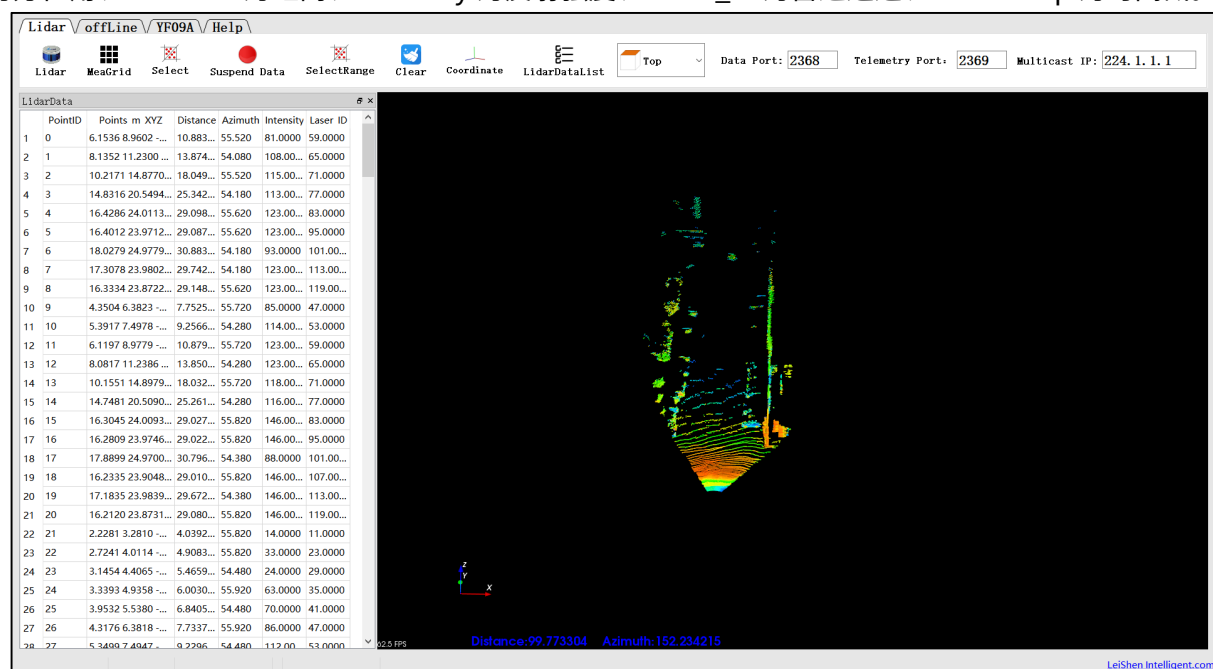 Lidar offLine YF09A Help
Lidar MeaGrid Select Suspend Data SelectRange Clear Coordinate LidarDataList Top Data Port: 2368 Telemetry Port: 2369 Multicast IP: 224. 1. 1. 1
LidarData
PointID Points m XYZ Distance Azimuth Intensity Laser ID
1 0 6.1536 8.9602 -... 10.883... 55.520 81.0000 59.0000
2 1 8.1352 11.2300 ... 13.874... 54.080 108.00... 65.0000
3 2 10.2171 14.8770... 18.049... 55.520 115.00... 71.0000
4 3 14.8316 20.5494... 25.342... 54.180 113.00... 77.0000
5 4 16.4286 24.0113... 29.098... 55.620 123.00... 83.0000
6 5 16.4012 23.9712... 29.087... 55.620 123.00... 95.0000
7 6 18.0279 24.9779... 30.883... 54.180 93.0000 101.00...
8 7 17.3078 23.9802... 29.742... 54.180 123.00... 113.00...
9 8 16.3334 23.8722... 29.148... 55.620 123.00... 119.00...
10 9 4.3504 6.3823 -... 7.7525... 55.720 85.0000 47.0000
11 10 5.3917 7.4978 -... 9.2566... 54.280 114.00... 53.0000
12 11 6.1197 8.9779 -... 10.879... 55.720 123.00... 59.0000
13 12 8.0817 11.2386 ... 13.850... 54.280 123.00... 65.0000
14 13 10.1551 14.8979... 18.032... 55.720 118.00... 71.0000
15 14 14.7481 20.5090... 25.261... 54.280 116.00... 77.0000
16 15 16.3045 24.0093... 29.027... 55.820 146.00... 83.0000
17 16 16.2809 23.9746... 29.022... 55.820 146.00... 95.0000
18 17 17.8899 24.9700... 30.796... 54.380 88.0000 101.00...
19 18 16.2335 23.9048... 29.010... 55.820 146.00... 107.00...
20 19 17.1835 23.9839... 29.672... 54.380 146.00... 113.00...
21 20 16.2120 23.8731... 29.080... 55.820 146.00... 119.00...
22 21 2.2281 3.2810 -... 4.0392... 55.820 14.0000 11.0000
23 22 2.7241 4.0114 -... 4.9083... 55.820 33.0000 23.0000
24 23 3.1454 4.4065 -... 5.4659... 54.480 24.0000 29.0000
25 24 3.3393 4.9358 -... 6.0030... 55.920 63.0000 35.0000
26 25 3.9532 5.5380 -... 6.8405... 54.480 70.0000 41.0000
27 26 4.3176 6.3818 -... 7.7337... 55.920 86.0000 47.0000
28 27 5.3499 7.4947 -... 9.2296... 54.480 112.00... 53.0000
Z
Y
X
62.5 FPS Distance:99.773304 Azimuth:152.234215
LeiShen Intelligent.com